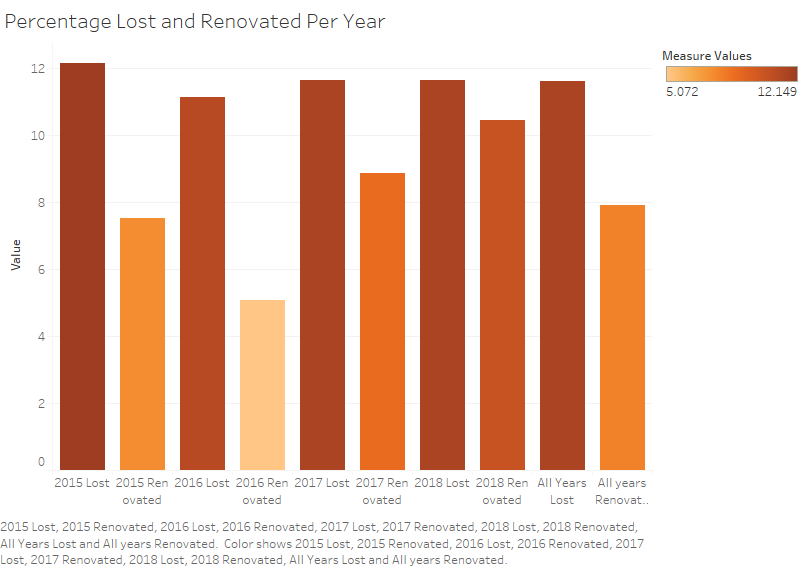 Percentage Lost and Renovated Per Year
Measure Values
5.072 12.149
12
10
8
6
4
2
0
Value
2015 Lost 2015 Ren 2016 Lost 2016 Ren 2017 Lost 2017 Ren 2018 Lost 2018 Ren All Years All years
ovated ovated ovated ovated Lost Renovat..
2015 Lost, 2015 Renovated, 2016 Lost, 2016 Renovated, 2017 Lost, 2017 Renovated, 2018 Lost, 2018 Renovated,
All Years Lost and All years Renovated.  Color shows 2015 Lost, 2015 Renovated, 2016 Lost, 2016 Renovated, 2017
Lost, 2017 Renovated, 2018 Lost, 2018 Renovated, All Years Lost and All years Renovated.